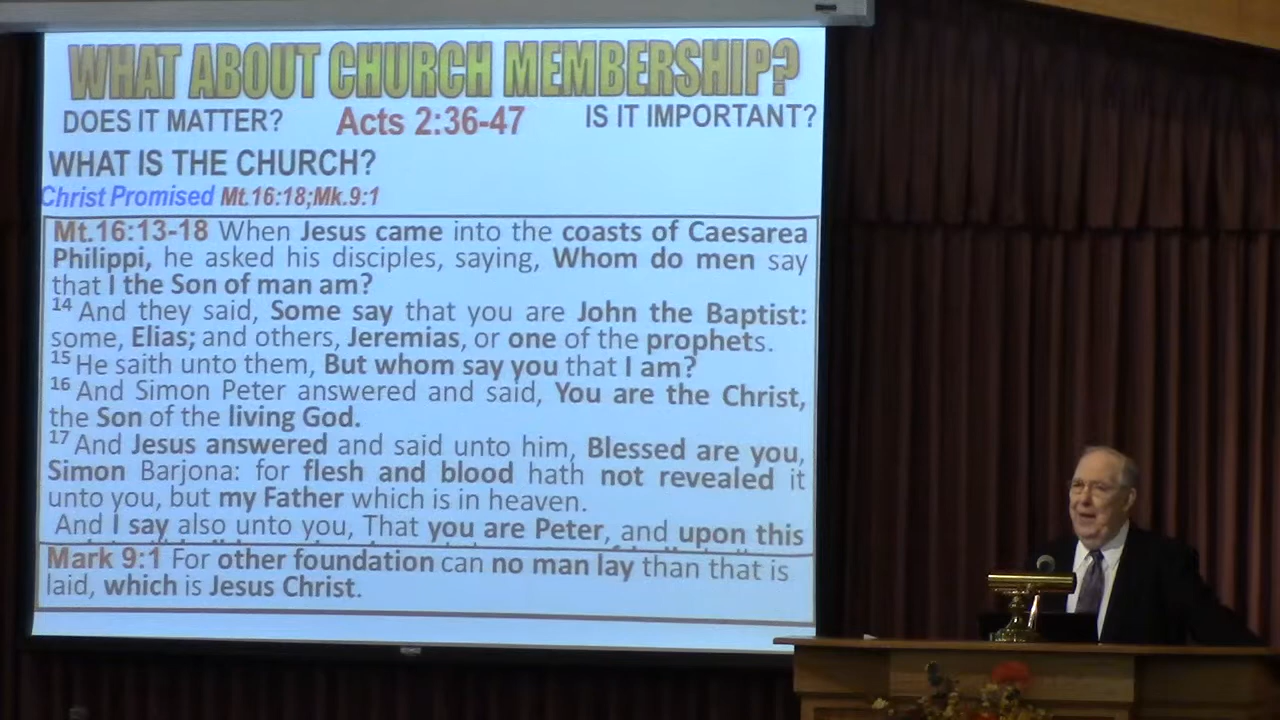 WHAT ABOUT CHURCH MEMBERSHIP?
DOES IT MATTER? Acts 2:36-47 IS IT IMPORTANT?
WHAT IS THE CHURCH?
Christ Promised Mt.16:18;Mk.9:1
Mt.16:13-18 When Jesus came into the coasts of Caesarea
Philippi, he asked his disciples, saying, Whom do men say
that I the Son of man am?
14 And they said, Some say that you are John the Baptist:
some, Elias; and others, Jeremias, or one of the prophets.
15 He saith unto them, But whom say you that I am?
16 And Simon Peter answered and said, You are the Christ,
the Son of the living God.
17 And Jesus answered and said unto him, Blessed are you,
Simon Barjona: for flesh and blood hath not revealed it
unto you, but my Father which is in heaven.
And I say also unto you, That you are Peter, and upon this
Mark 9:1 For other foundation can no man lay than that is
laid, which is Jesus Christ.